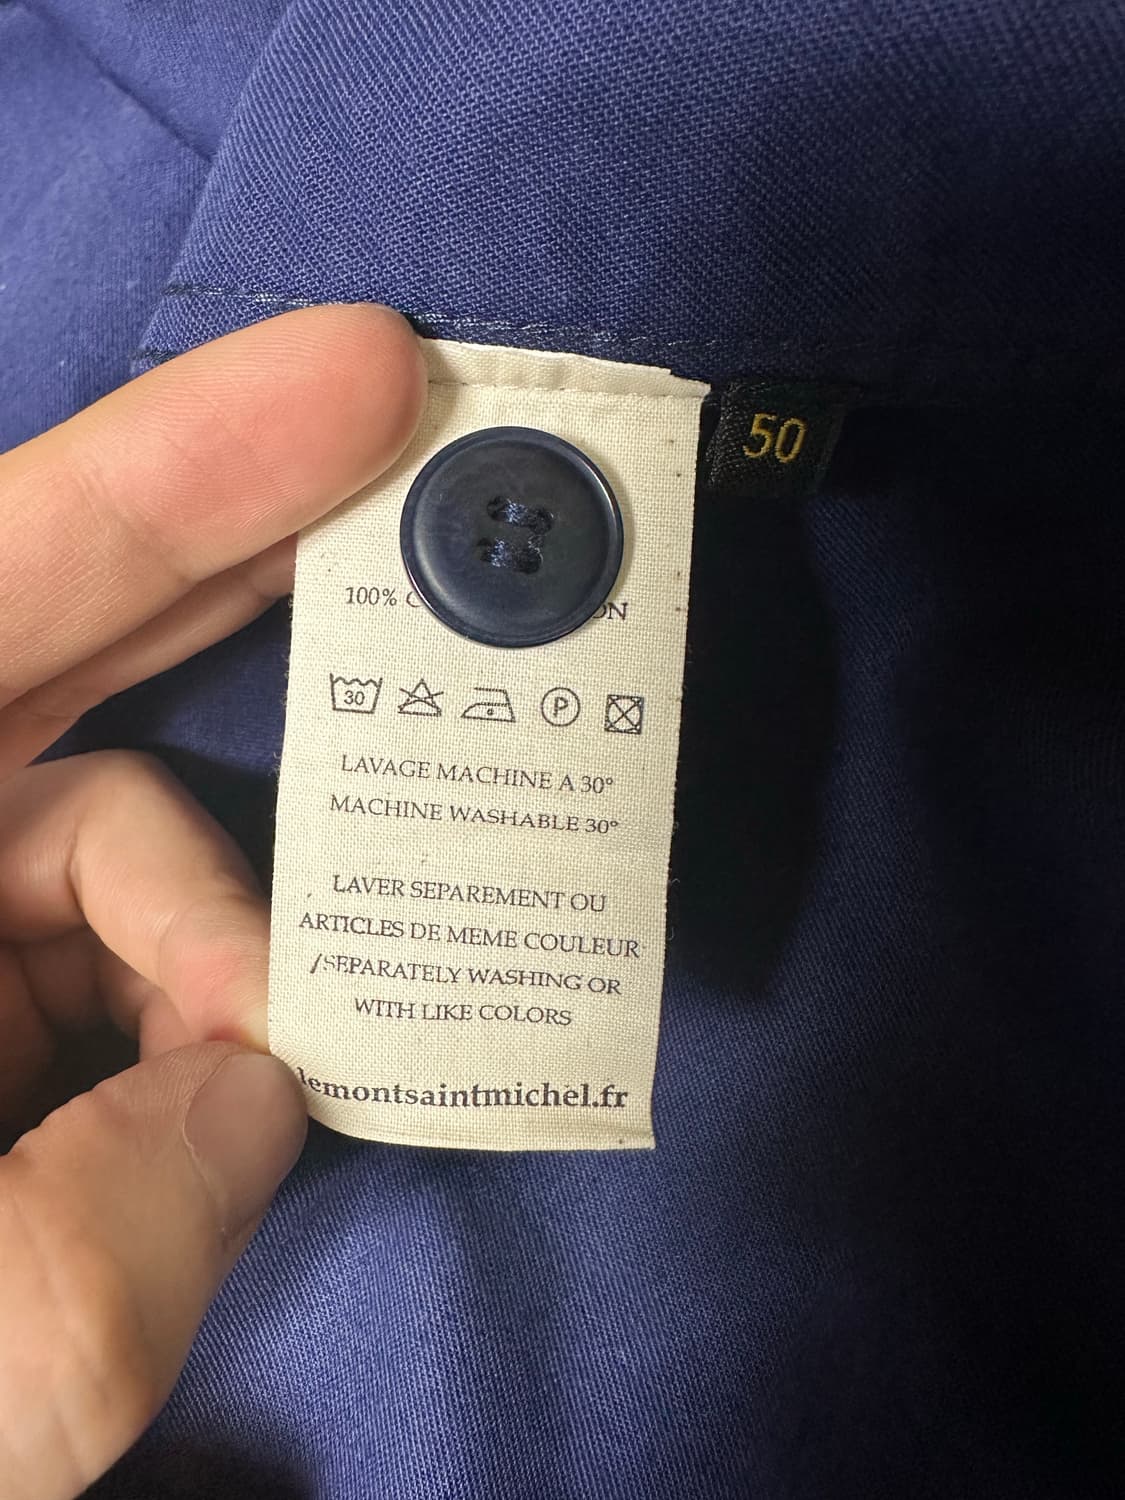 50
100%
30
P
LAVAGE MACHINE A 30°
MACHINE WASHABLE 30°
LAVER SEPAREMENT OU
ARTICLES DE MEME COULEUR
/SEPARATELY WASHING OR
WITH LIKE COLORS
lemontsaintmichel.fr